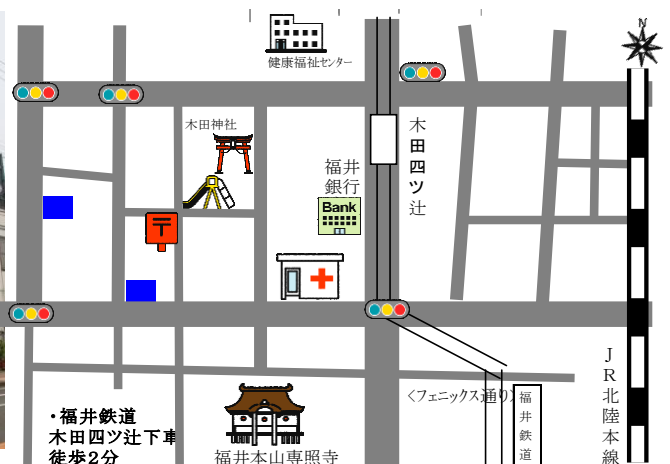 N
健康福祉センター
木田神社
木田四ツ辻
福井
銀行
Bank
〒
〈フェニックス通り〉
福井鉄道
JR北陸本線
・福井鉄道
木田四ツ辻下車
徒歩2分
福井本山専照寺